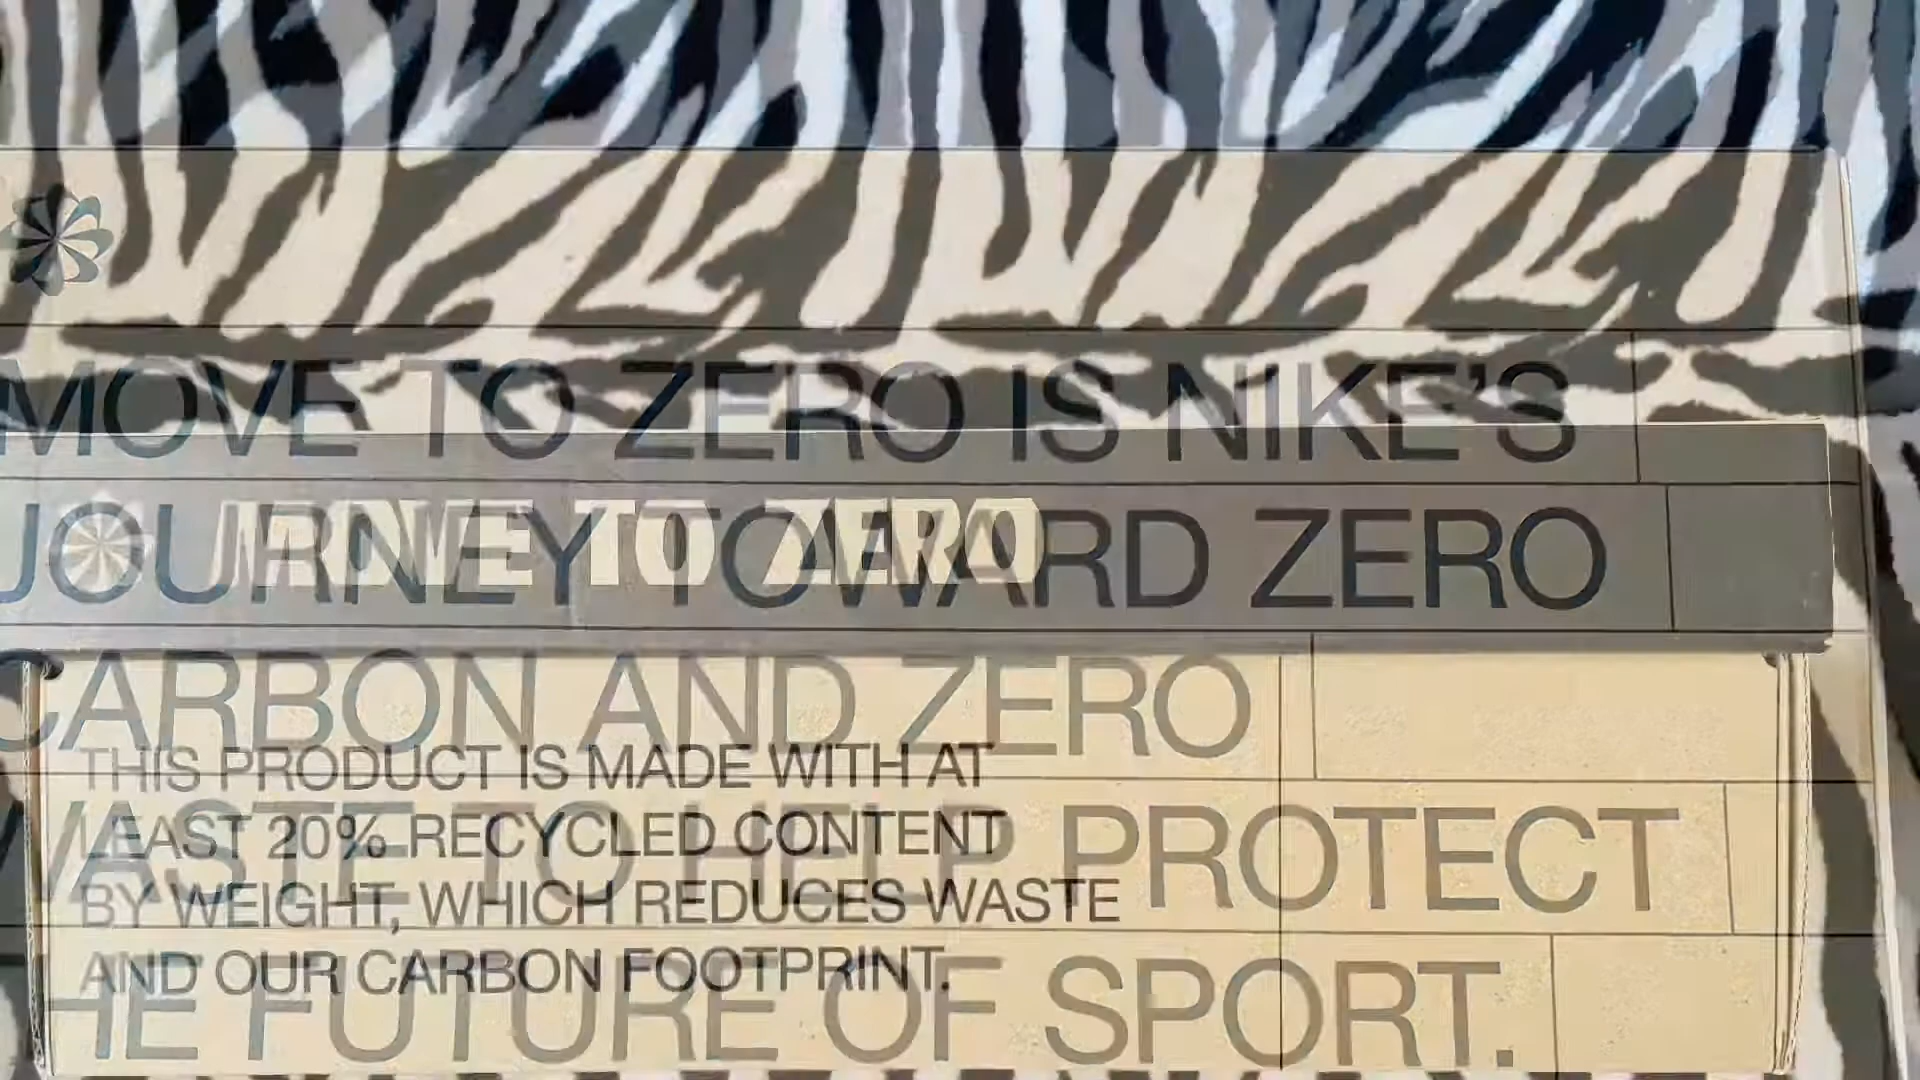 MOVE TO ZERO IS NIKE'S
JOURNEY TOWARD ZERO
CARBON AND ZERO
WASTE TO HELP PROTECT
THE FUTURE OF SPORT.
MOVE TO ZERO
THIS PRODUCT IS MADE WITH AT
LEAST 20% RECYCLED CONTENT
BY WEIGHT, WHICH REDUCES WASTE
AND OUR CARBON FOOTPRINT.